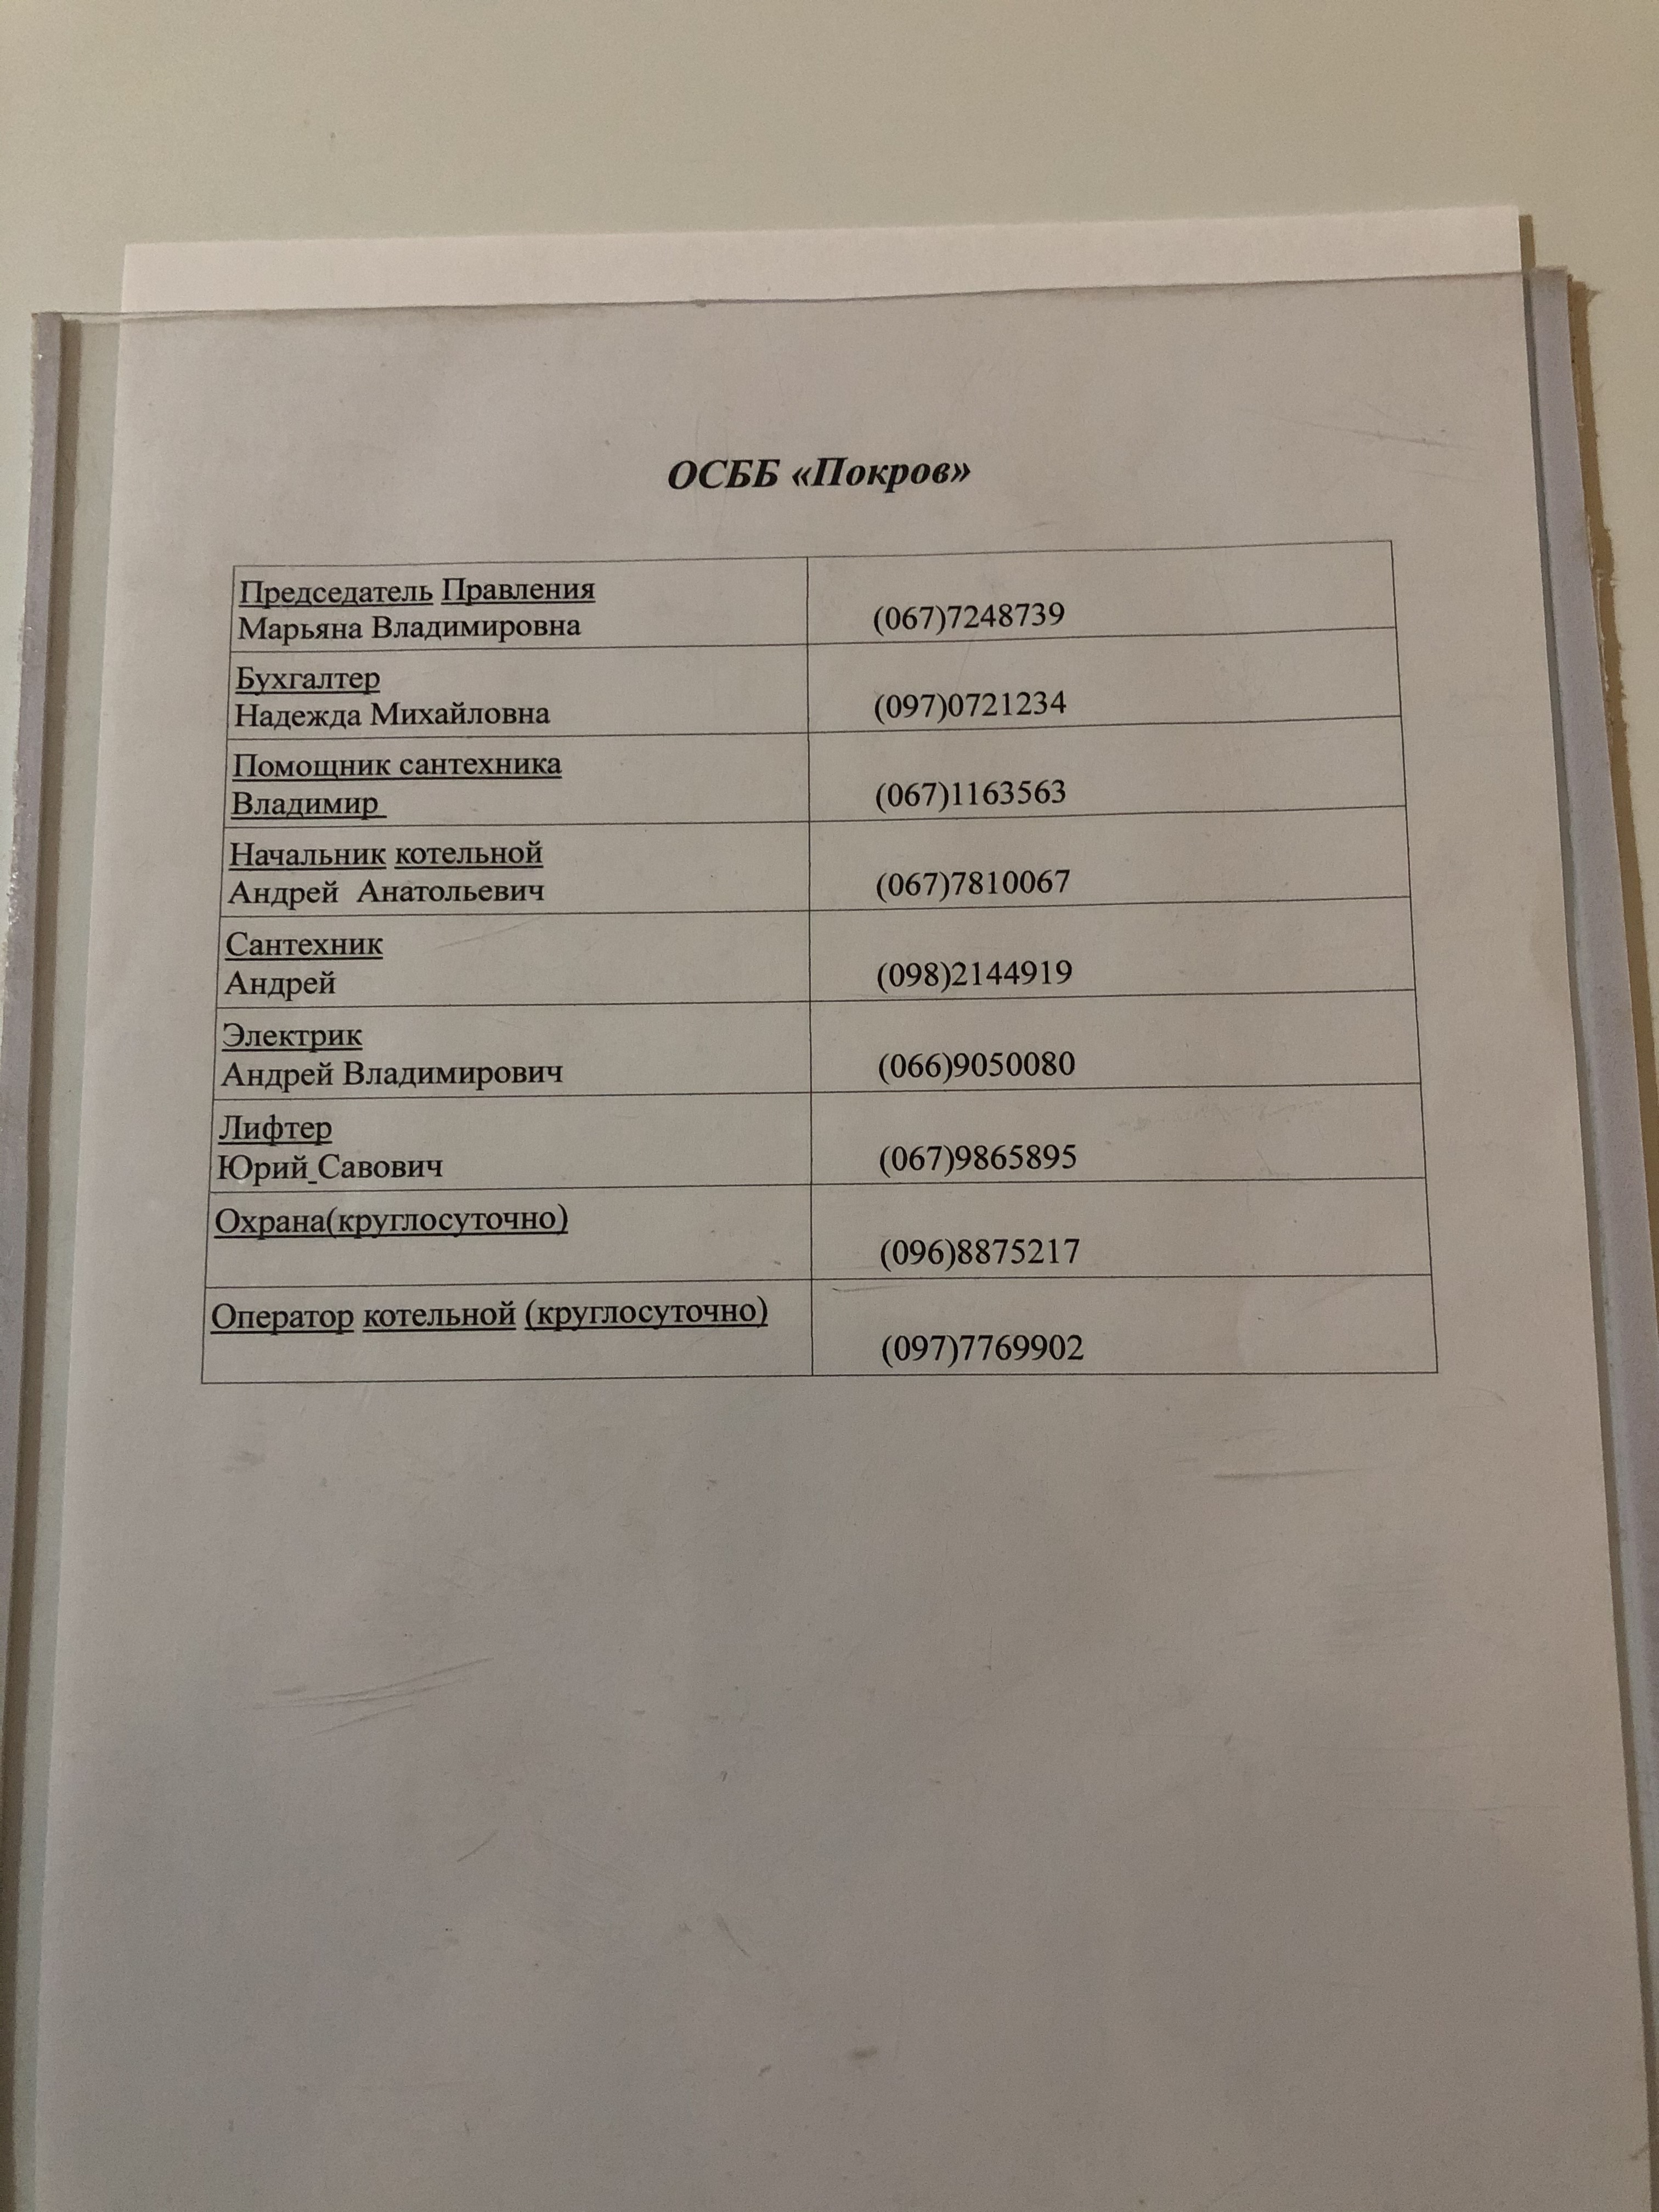 ОСББ «Покров»
Председатель Правления
Марьяна Владимировна
(067)7248739
Бухгалтер
Надежда Михайловна
(097)0721234
Помощник сантехника
Владимир
(067)1163563
Начальник котельной
Андрей Анатольевич
(067)7810067
Сантехник
Андрей
(098)2144919
Электрик
Андрей Владимирович
(066)9050080
Лифтер
Юрий Савович
(067)9865895
Охрана(круглосуточно)
(096)8875217
Оператор котельной (круглосуточно)
(097)7769902